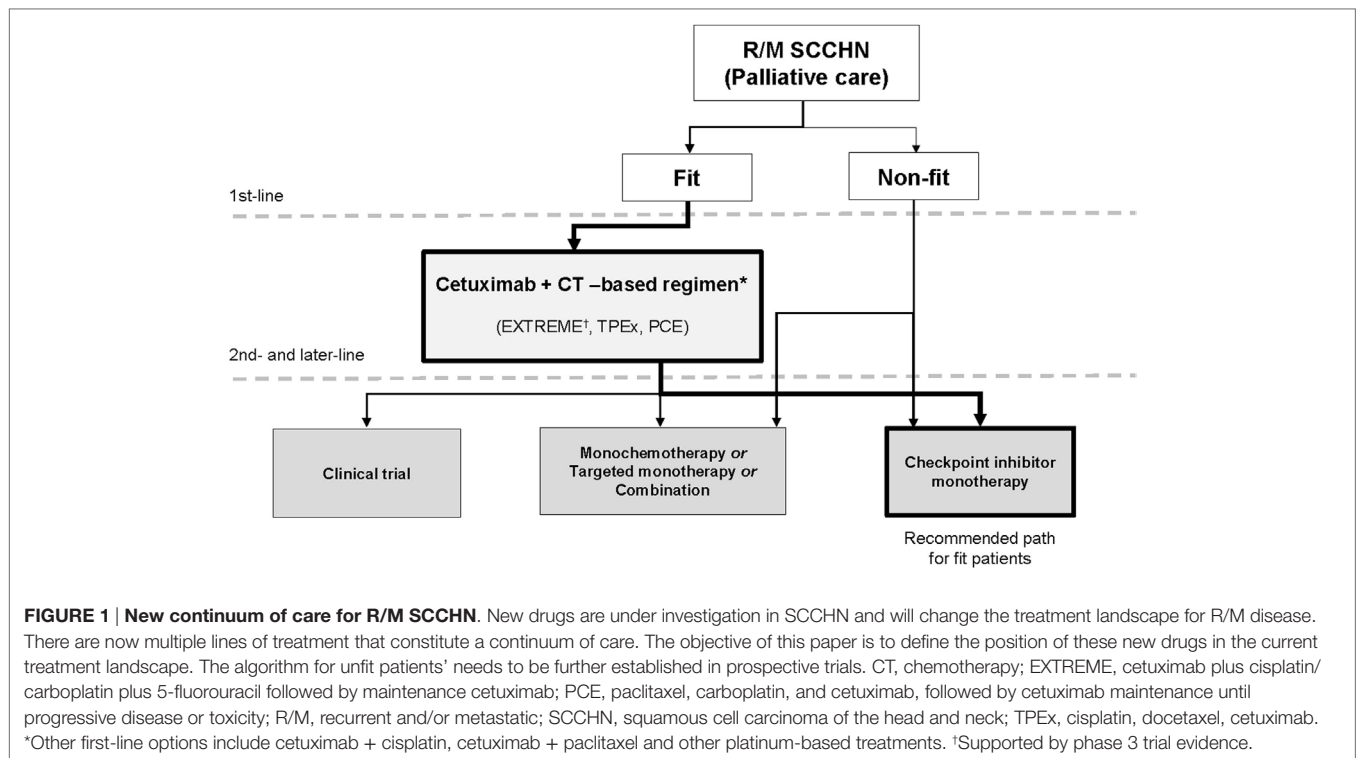 R/M SCCHN
(Palliative care)
Fit
Non-fit
1st-line
Cetuximab + CT –based regimen*
(EXTREME†, TPEx, PCE)
2nd- and later-line
Clinical trial
Monochemotherapy or
Targeted monotherapy or
Combination
Checkpoint inhibitor
monotherapy
Recommended path
for fit patients
FIGURE 1 | New continuum of care for R/M SCCHN. New drugs are under investigation in SCCHN and will change the treatment landscape for R/M disease.
There are now multiple lines of treatment that constitute a continuum of care. The objective of this paper is to define the position of these new drugs in the current
treatment landscape. The algorithm for unfit patients’ needs to be further established in prospective trials. CT, chemotherapy; EXTREME, cetuximab plus cisplatin/
carboplatin plus 5-fluorouracil followed by maintenance cetuximab; PCE, paclitaxel, carboplatin, and cetuximab, followed by cetuximab maintenance until
progressive disease or toxicity; R/M, recurrent and/or metastatic; SCCHN, squamous cell carcinoma of the head and neck; TPEx, cisplatin, docetaxel, cetuximab.
*Other first-line options include cetuximab + cisplatin, cetuximab + paclitaxel and other platinum-based treatments. †Supported by phase 3 trial evidence.